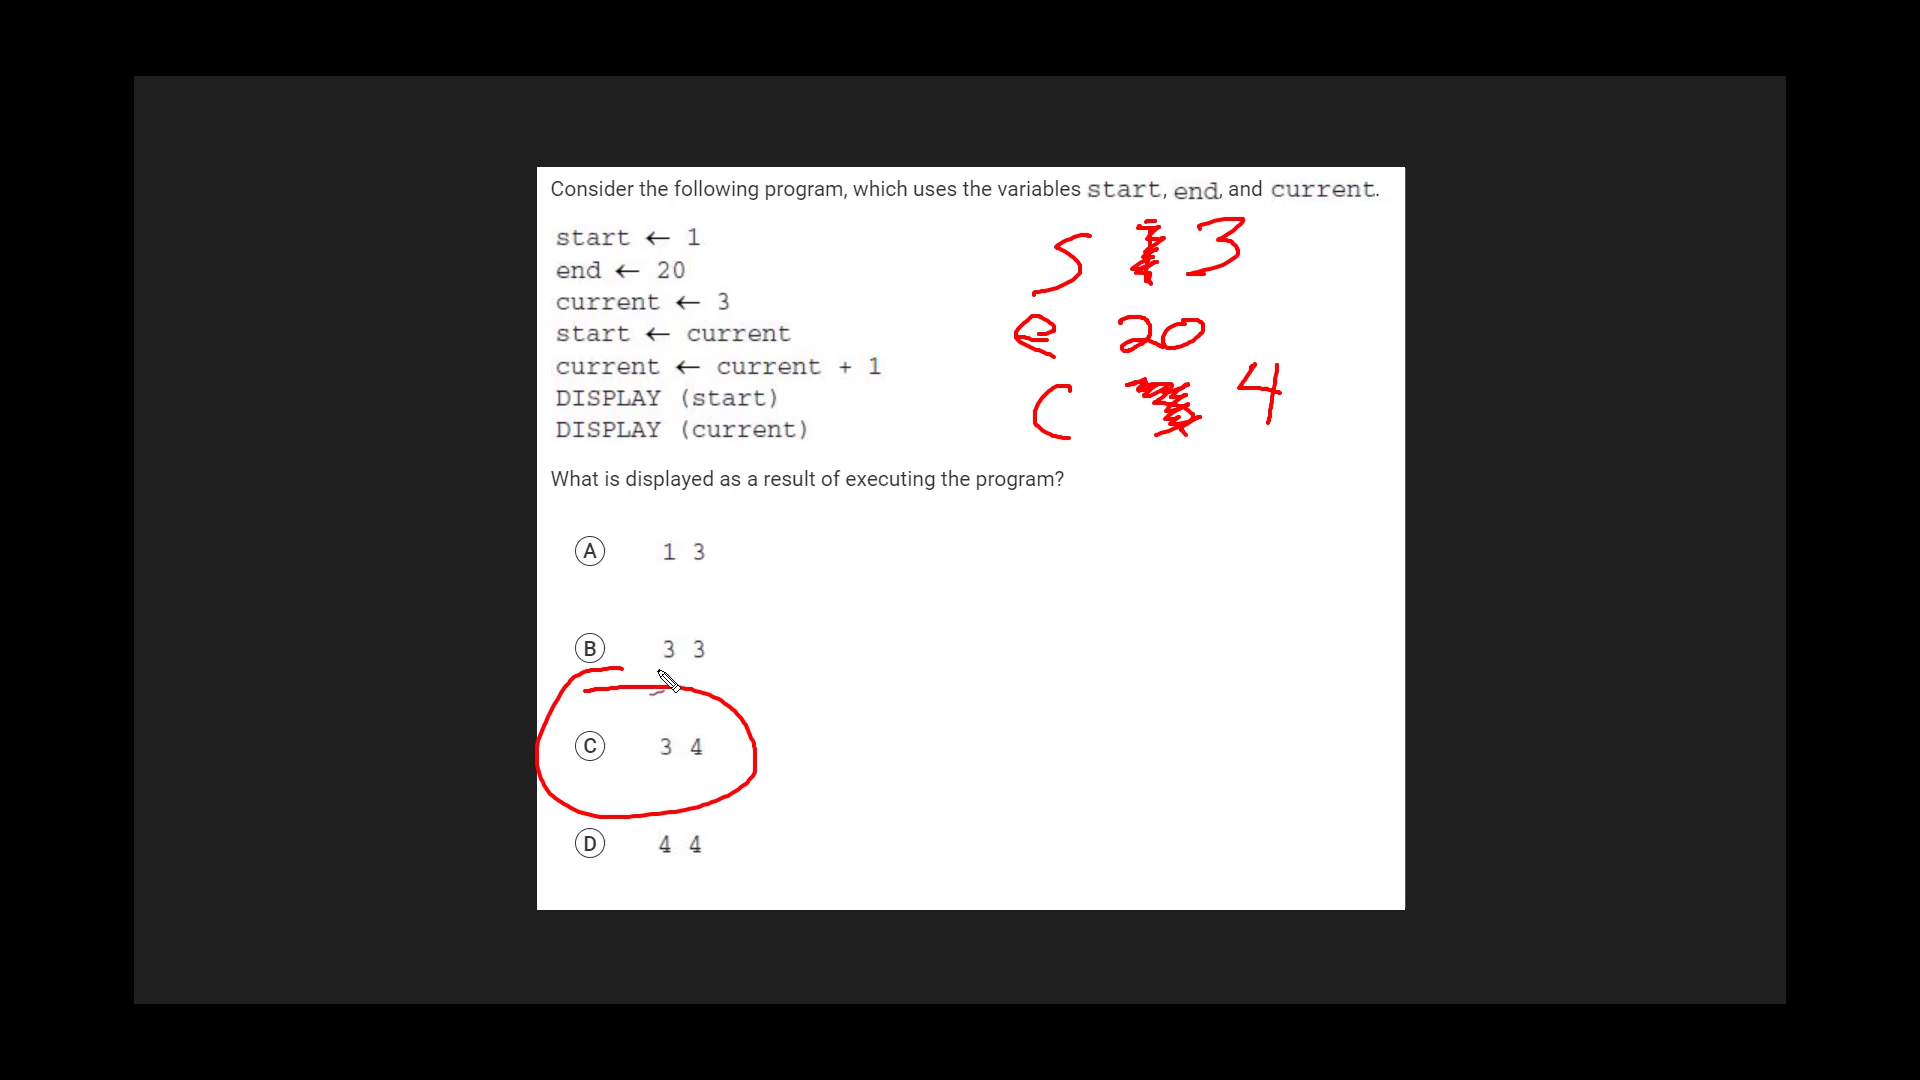 Consider the following program, which uses the variables start, end, and current.
start ← 1
end ← 20
current ← 3
start ← current
current ← current + 1
DISPLAY (start)
DISPLAY (current)
S 3
e 20
C 4
What is displayed as a result of executing the program?
A 1 3
B 3 3
C 3 4
D 4 4